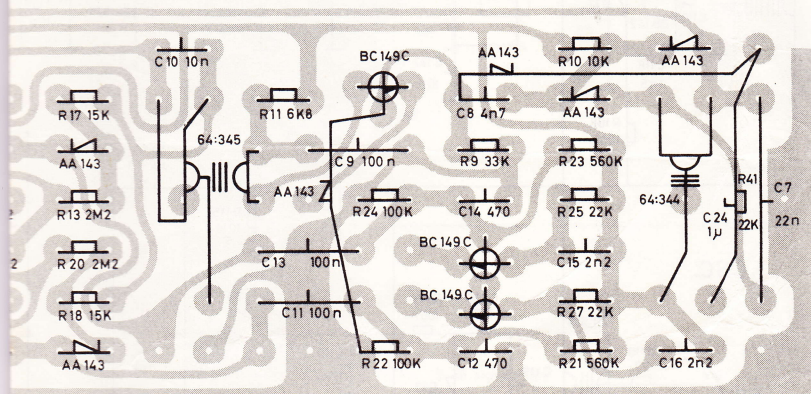 C10 10n
BC149C
AA143
R10 10K
AA143
R17 15K
R11 6K8
C8 4n7
AA143
64:345
AA143
C9 100n
R9 33K
R23 560K
AA143
R13 2M2
R24 100K
C14 470
R25 22K
64:344
R41
22K
C7
22n
C24
1µ
2
BC149C
R20 2M2
C13 100n
C15 2n2
2
BC149C
R18 15K
C11 100n
R27 22K
AA143
R22 100K
C12 470
R21 560K
C16 2n2